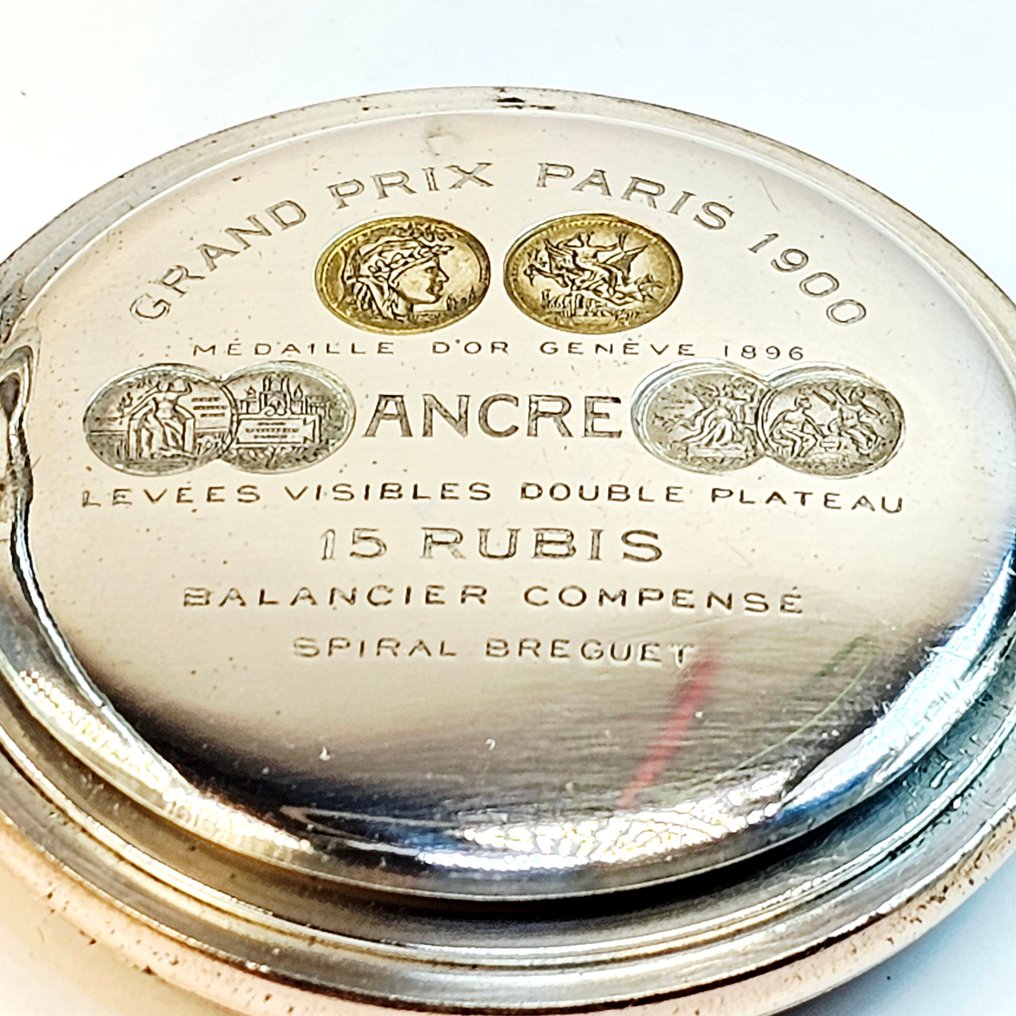 GRAND PRIX PARIS 1900
MÉDAILLE D'OR GENÈVE 1896
ANCRE
LEVÉES VISIBLES DOUBLE PLATEAU
15 RUBIS
BALANCIER COMPENSÉ
SPIRAL BREGUET